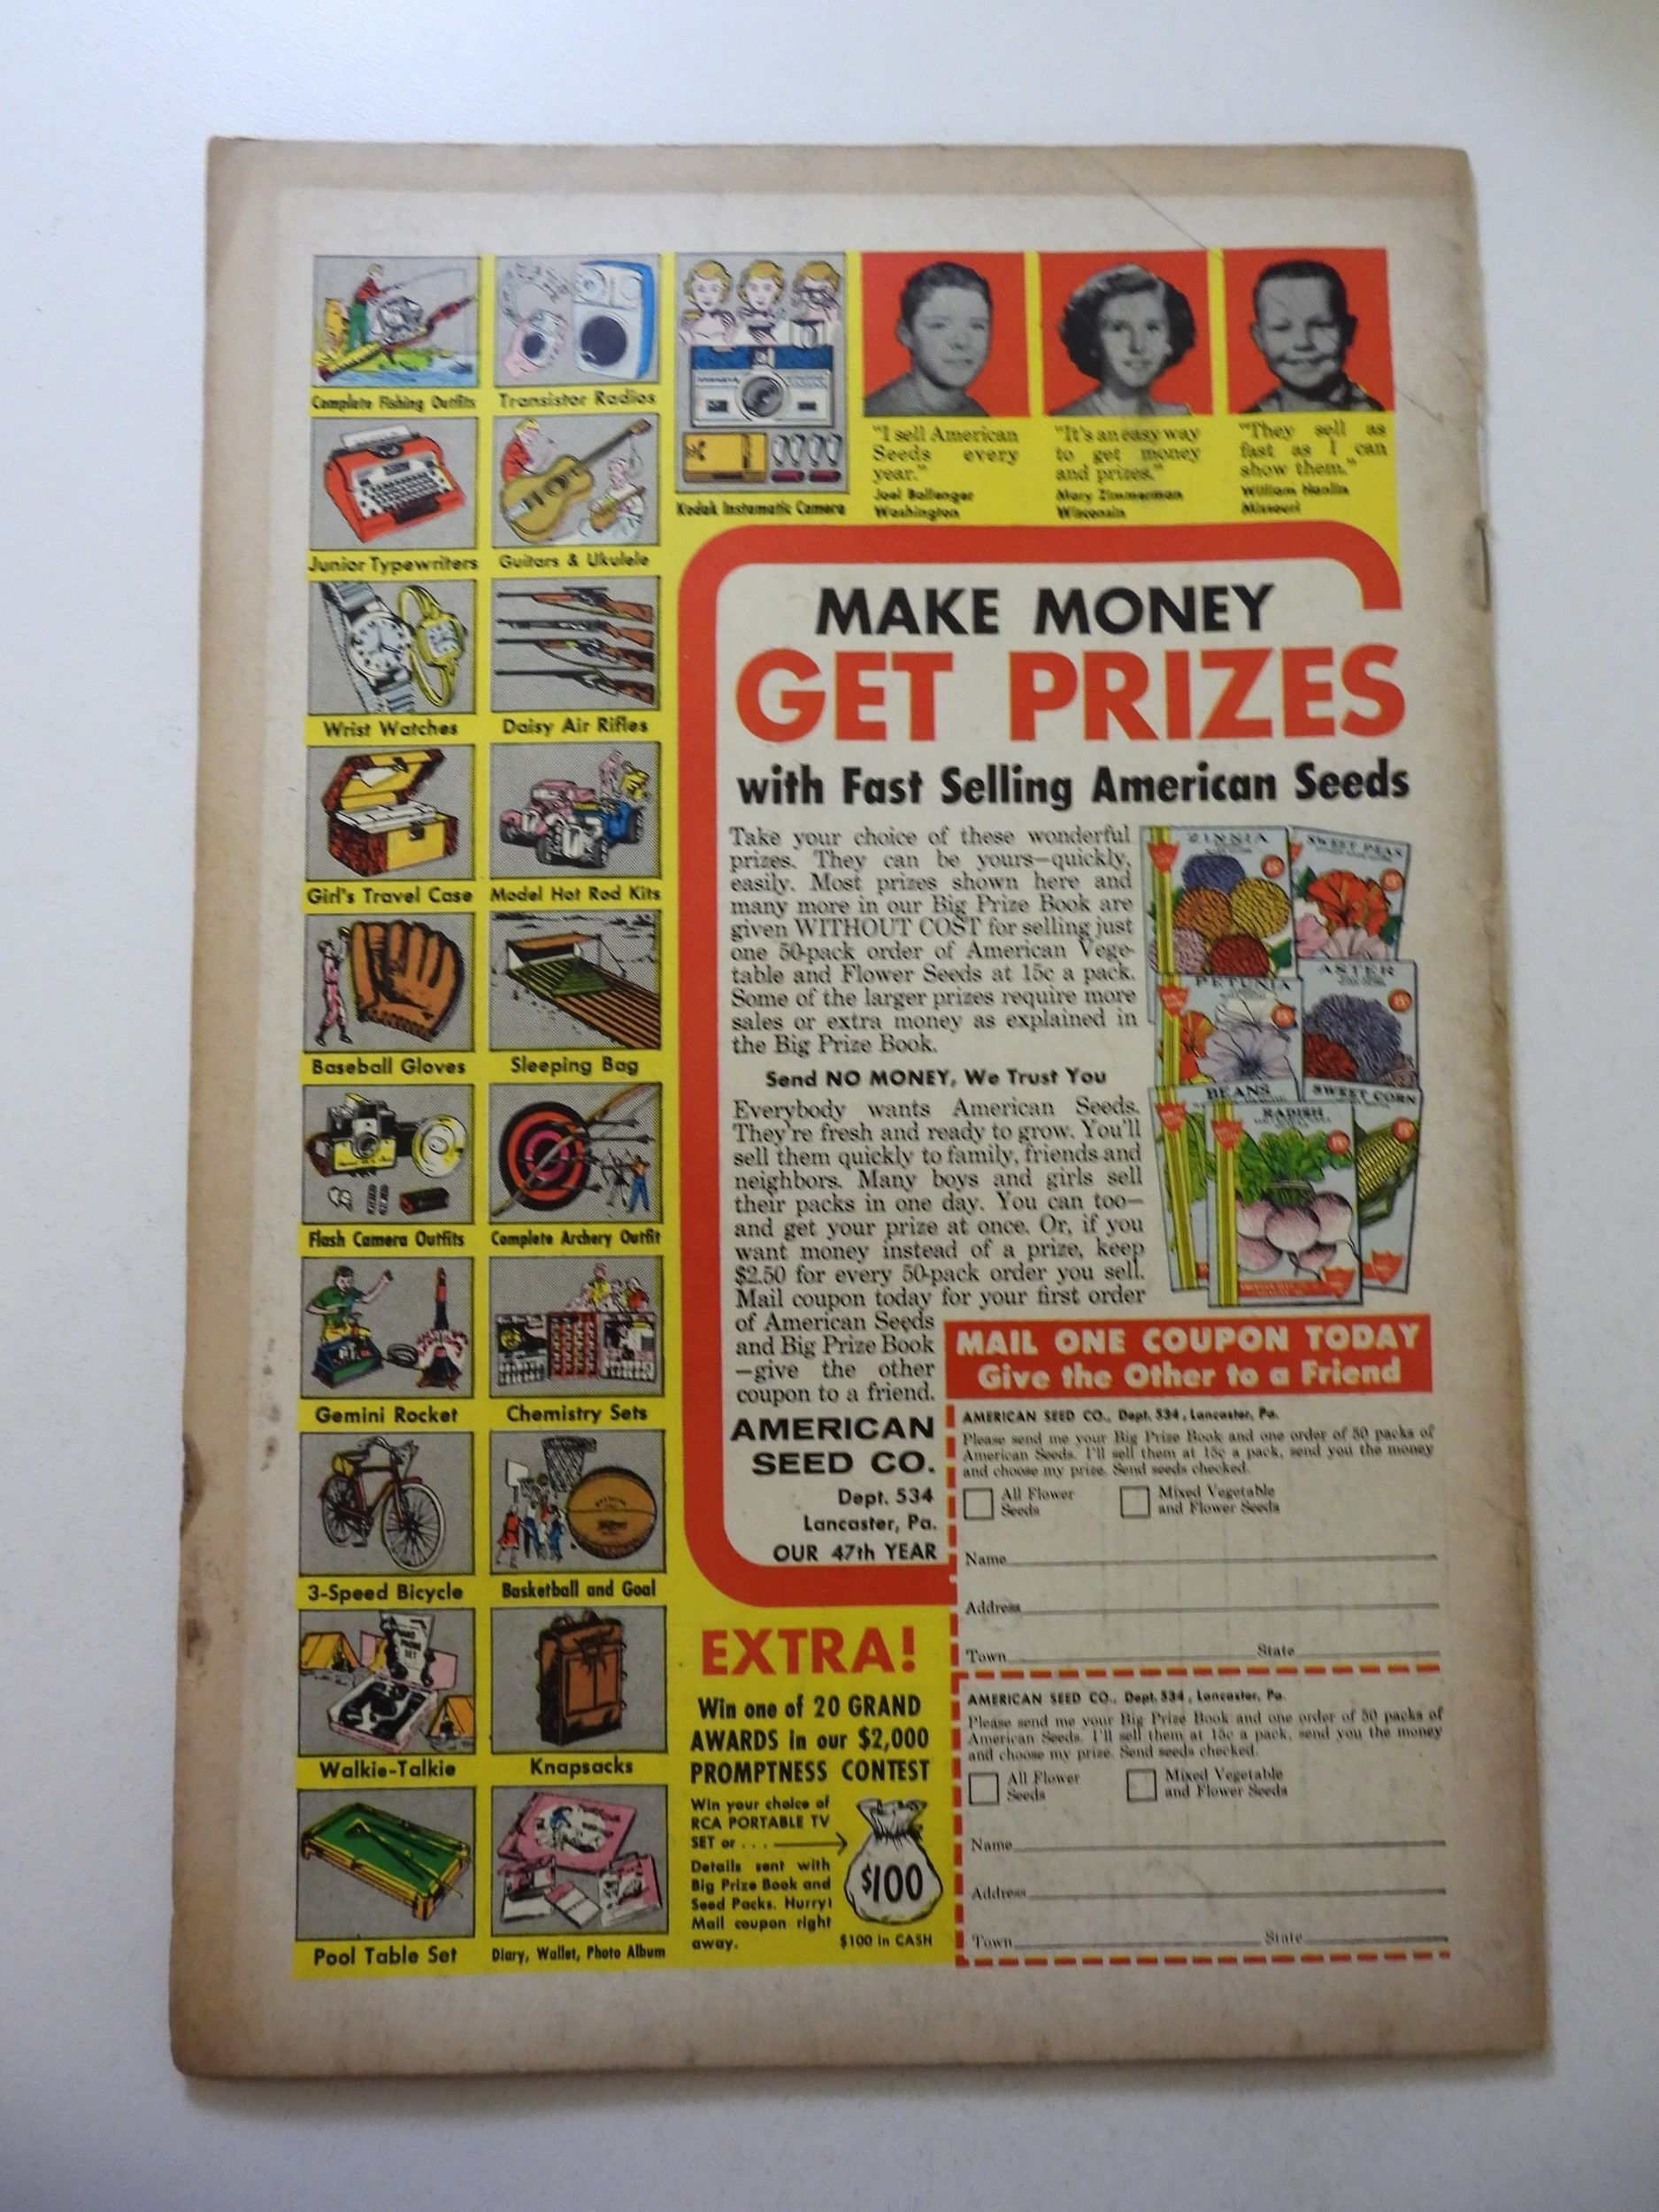 Complete Fishing Outfits
Transistor Radios
Junior Typewriters
Guitars & Ukulele
Kodak Instamatic Camera
Wrist Watches
Daisy Air Rifles
Girl's Travel Case
Model Hot Rod Kits
Baseball Gloves
Sleeping Bag
Flash Camera Outfits
Complete Archery Outfit
Gemini Rocket
Chemistry Sets
3-Speed Bicycle
Basketball and Goal
Walkie-Talkie
Knapsacks
Pool Table Set
Diary, Wallet, Photo Album
"I sell American
Seeds every
year."
Joel Ballenger
Washington
"It's an easy way
to get money
and prizes."
Mary Zimmerman
Wisconsin
"They sell as
fast as I can
show them."
William Hanlin
Missouri
MAKE MONEY
GET PRIZES
with Fast Selling American Seeds
Take your choice of these wonderful
prizes. They can be yours—quickly,
easily. Most prizes shown here and
many more in our Big Prize Book are
given WITHOUT COST for selling just
one 50-pack order of American Vege-
table and Flower Seeds at 15c a pack.
Some of the larger prizes require more
sales or extra money as explained in
the Big Prize Book.
Send NO MONEY, We Trust You
Everybody wants American Seeds.
They're fresh and ready to grow. You'll
sell them quickly to family, friends and
neighbors. Many boys and girls sell
their packs in one day. You can too—
and get your prize at once. Or, if you
want money instead of a prize, keep
$2.50 for every 50-pack order you sell.
Mail coupon today for your first order
of American Seeds
and Big Prize Book
—give the other
coupon to a friend.
AMERICAN
SEED CO.
Dept. 534
Lancaster, Pa.
OUR 47th YEAR
ZINNIA
SWEET PEAS
PETUNIA
ASTER
BEANS
SWEET CORN
RADISH
MAIL ONE COUPON TODAY
Give the Other to a Friend
AMERICAN SEED CO., Dept. 534, Lancaster, Pa.
Please send me your Big Prize Book and one order of 50 packs of
American Seeds. I'll sell them at 15c a pack, send you the money
and choose my prize. Send seeds checked.
All Flower
Seeds
Mixed Vegetable
and Flower Seeds
Name
Address
Town State
AMERICAN SEED CO., Dept. 534, Lancaster, Pa.
Please send me your Big Prize Book and one order of 50 packs of
American Seeds. I'll sell them at 15c a pack, send you the money
and choose my prize. Send seeds checked.
All Flower
Seeds
Mixed Vegetable
and Flower Seeds
Name
Address
Town State
EXTRA!
Win one of 20 GRAND
AWARDS in our $2,000
PROMPTNESS CONTEST
Win your choice of
RCA PORTABLE TV
SET or . . .
Details sent with
Big Prize Book and
Seed Packs. Hurry!
Mail coupon right
away.
$100
$100 in CASH